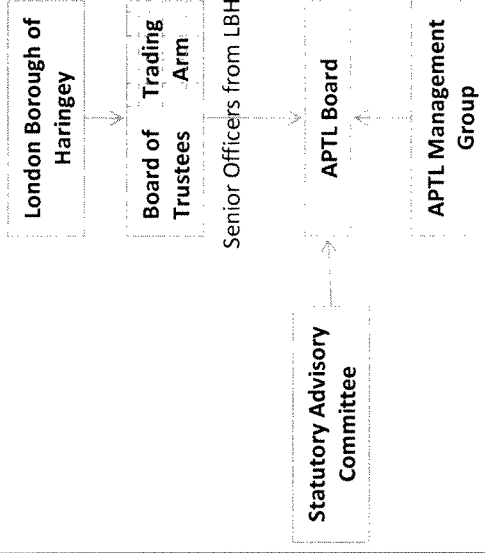 London Borough of
Haringey
Board of
Trustees
Trading
Arm
Senior Officers from LBH
Statutory Advisory
Committee
APTL Board
APTL Management
Group